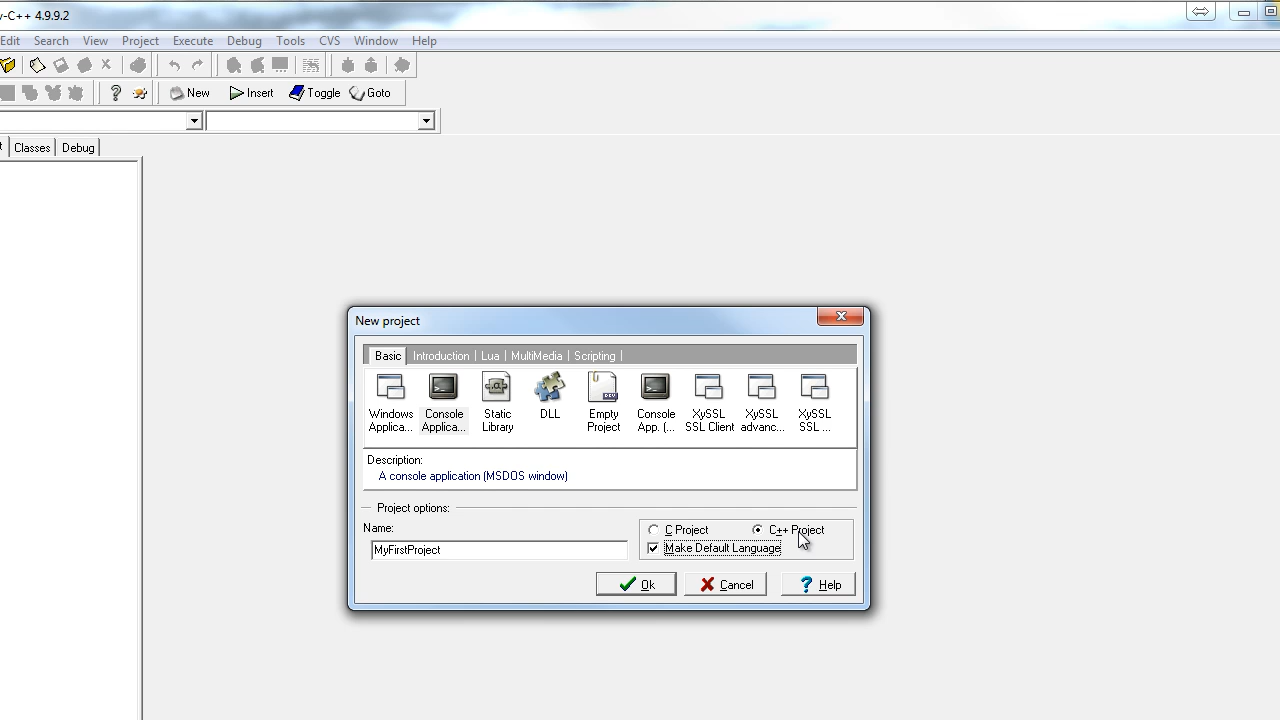 v-C++ 4.9.9.2
Edit Search View Project Execute Debug Tools CVS Window Help
New Insert Toggle Goto
t Classes Debug
New project
Basic Introduction Lua MultiMedia Scripting
Windows Applica...
Console Applica...
Static Library
DLL
Empty Project
Console App. (...
XySSL SSL Client
XySSL advanc...
XySSL SSL ...
Description:
A console application (MSDOS window)
Project options:
Name:
MyFirstProject
C Project C++ Project
Make Default Language
Ok Cancel Help